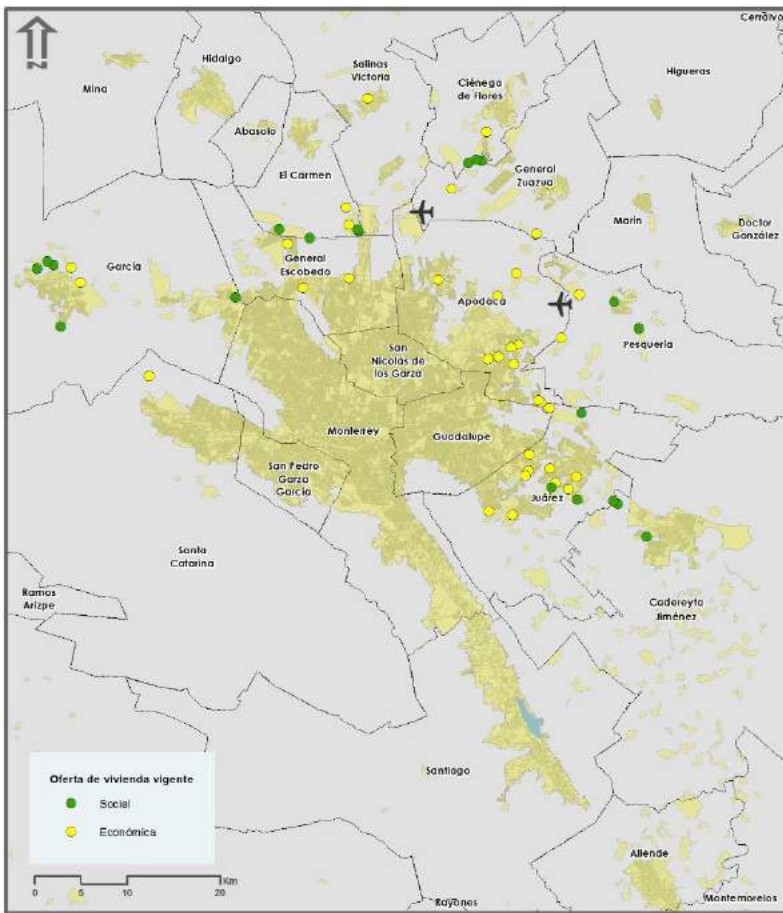 Cerralvo
N
Hidalgo
Salinas
Victoria
Ciénega
de Flores
Higueras
Mina
Abasolo
El Carmen
General
Zuazua
Marín
Doctor
González
García
General
Escobedo
Apodaca
Pesquería
San
Nicolás de
los Garza
Monterrey
Guadalupe
San Pedro
Garza
García
Juárez
Santa
Catarina
Ramos
Arizpe
Cadereyta
Jiménez
Santiago
Oferta de vivienda vigente
Social
Económica
Allende
Km
0 5 10 20
Rayones
Montemorelos